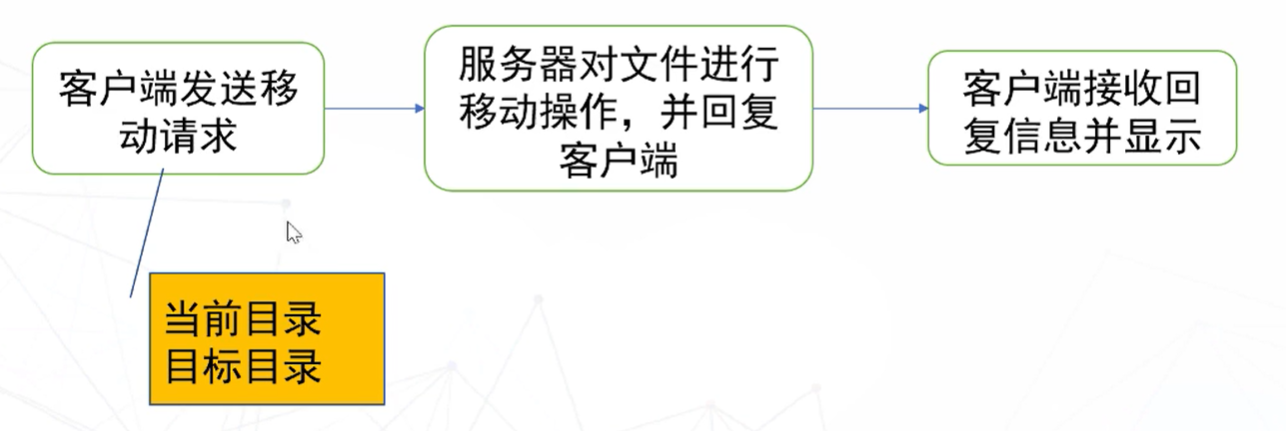 客户端发送移
动请求
服务器对文件进行
移动操作，并回复
客户端
客户端接收回
复信息并显示
当前目录
目标目录